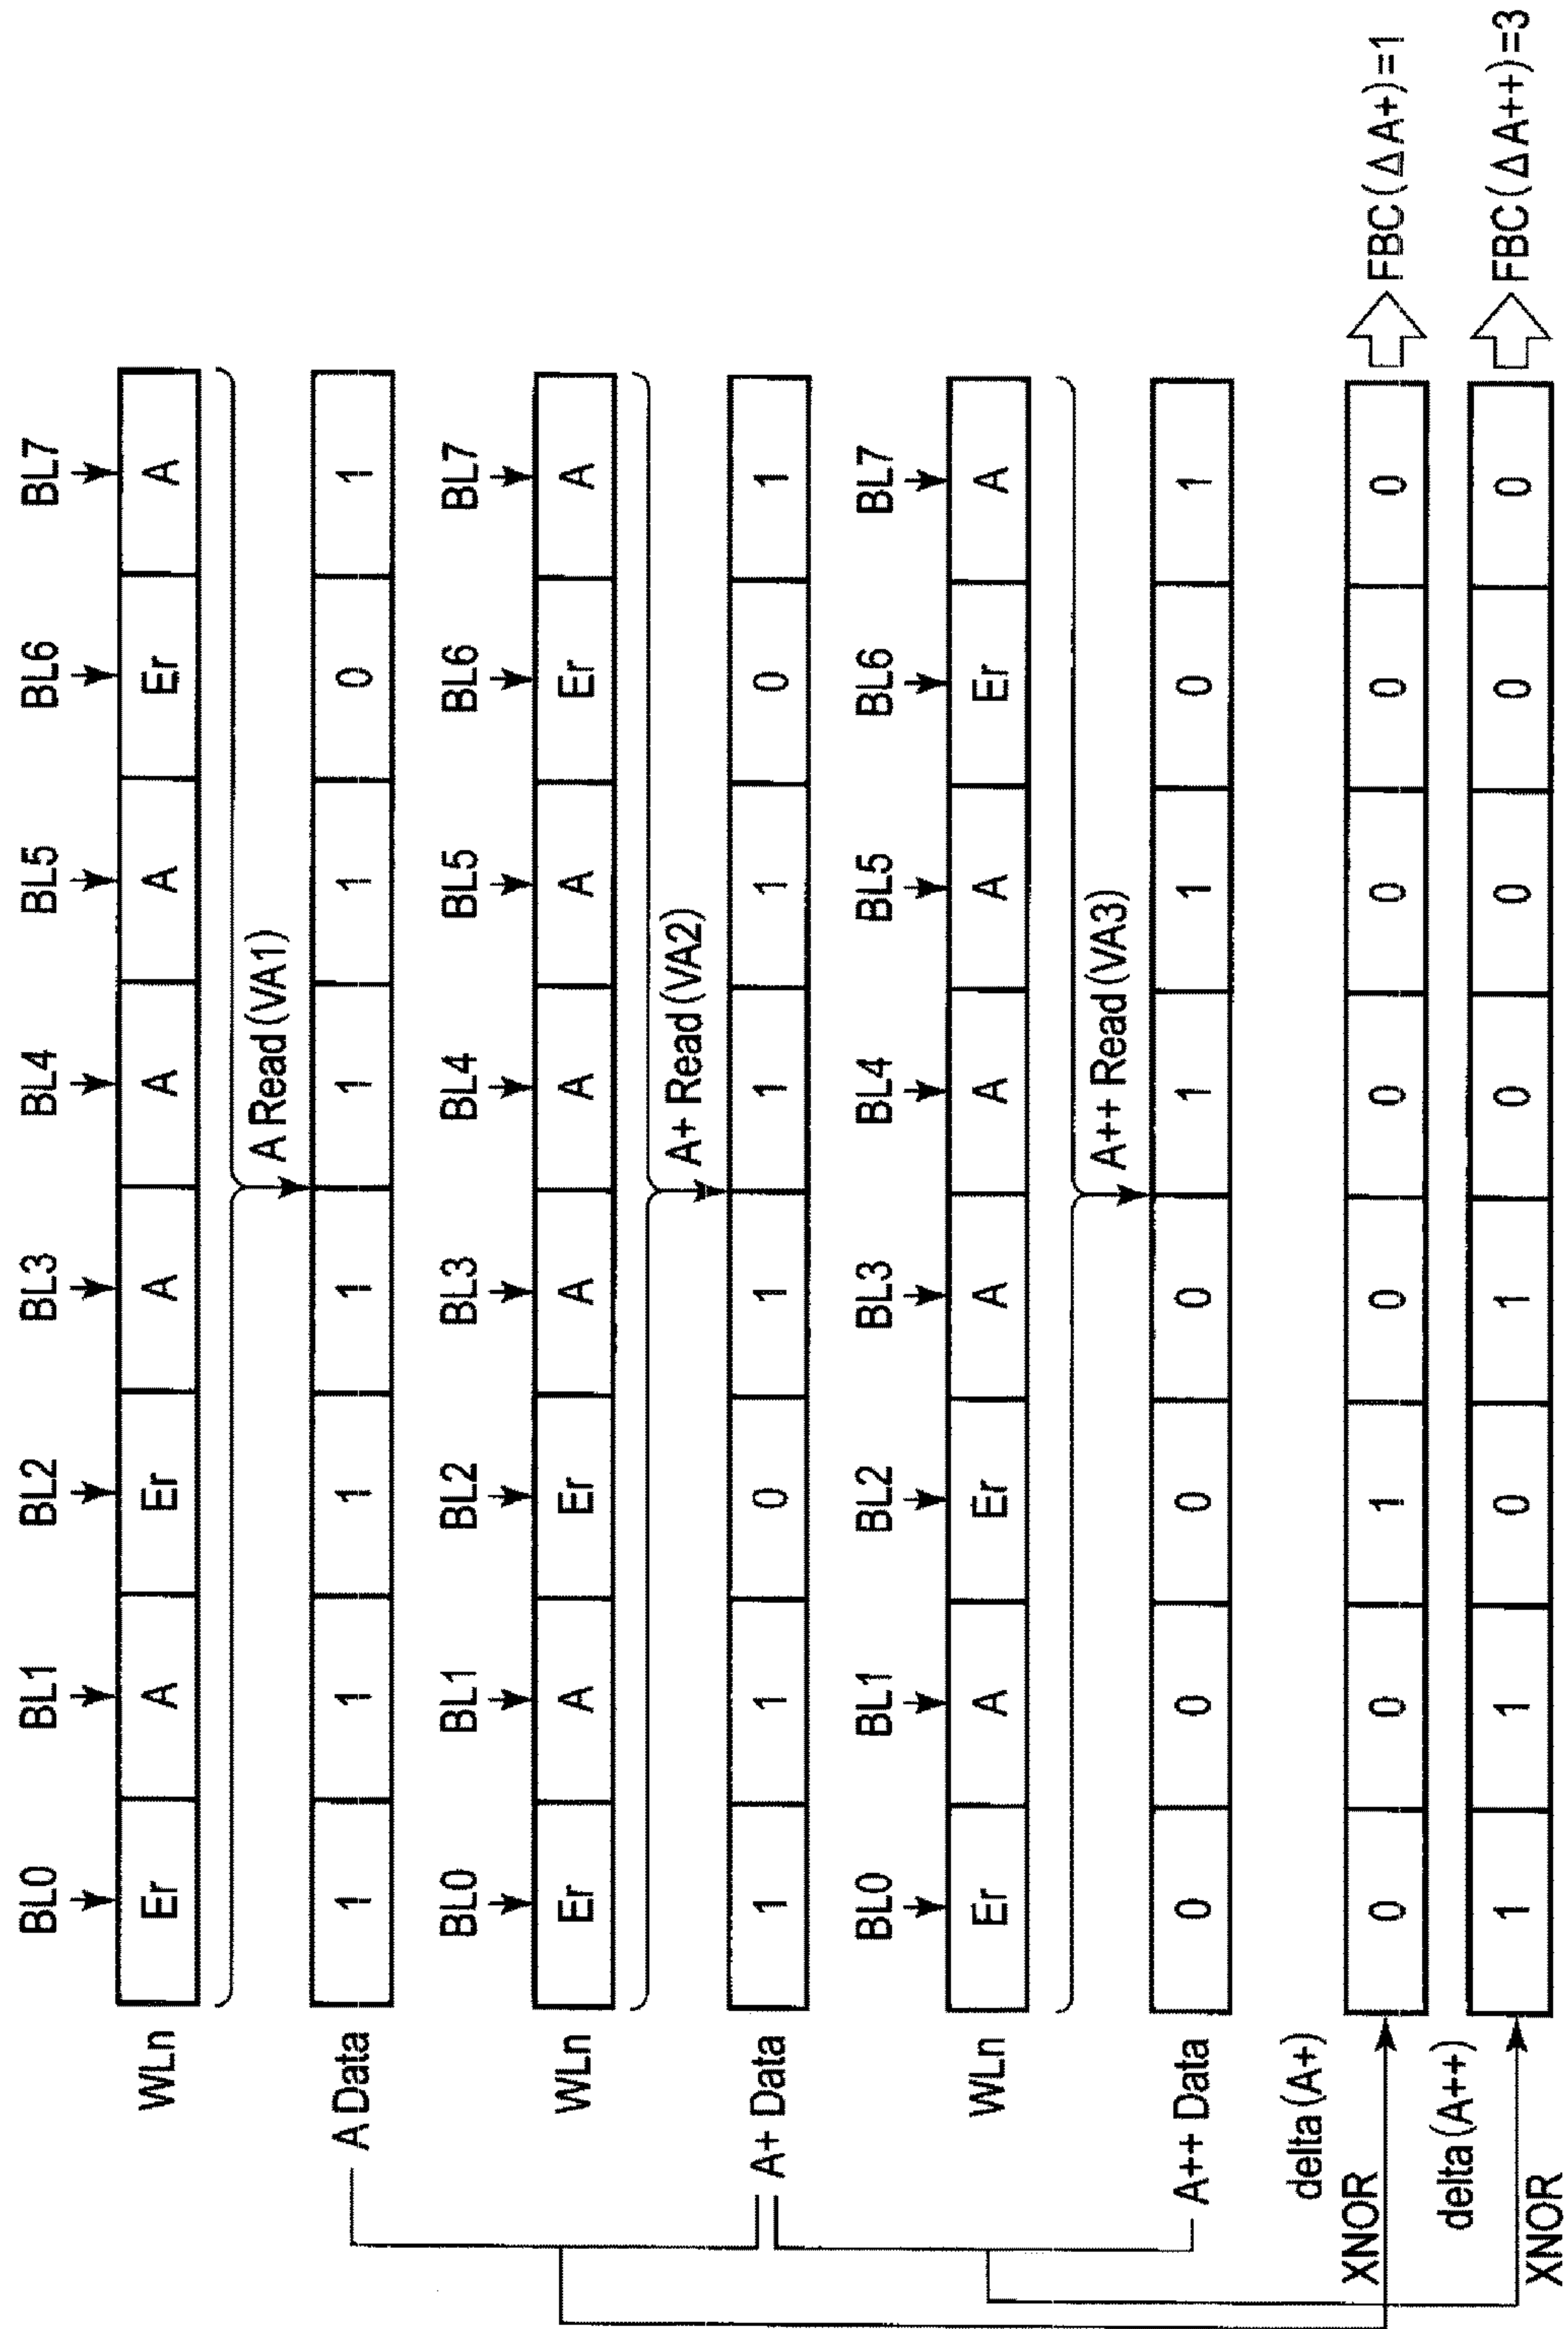 BL0 BL1 BL2 BL3 BL4 BL5 BL6 BL7
WLn Er A Er A A A Er A
A Read (VA1)
A Data 1 1 1 1 1 1 0 1
BL0 BL1 BL2 BL3 BL4 BL5 BL6 BL7
WLn Er A Er A A A Er A
A+ Read (VA2)
A+ Data 1 1 0 1 1 1 0 1
BL0 BL1 BL2 BL3 BL4 BL5 BL6 BL7
WLn Er A Er A A A Er A
A++ Read (VA3)
A++ Data 0 0 0 0 1 1 0 1
delta (A+)
XNOR 0 0 1 0 0 0 0 0 FBC (Δ A+)=1
delta (A++)
XNOR 1 1 0 1 0 0 0 0 FBC (Δ A++)=3